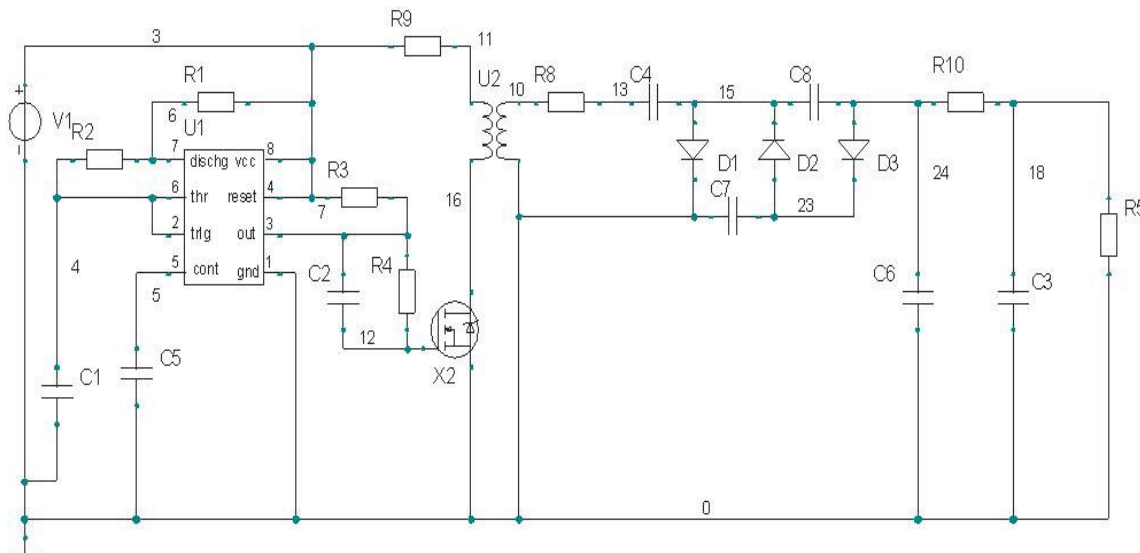 R9
3
11
R1
U2
R8
C4
C8
R10
10
13
15
6
V1
U1
R2
7
dischg
vcc
8
D1
D2
D3
R3
6
thr
reset
4
7
16
C7
24
18
23
R5
2
trig
out
3
4
5
cont
gnd
1
C2
R4
5
C6
C3
12
C5
C1
X2
0